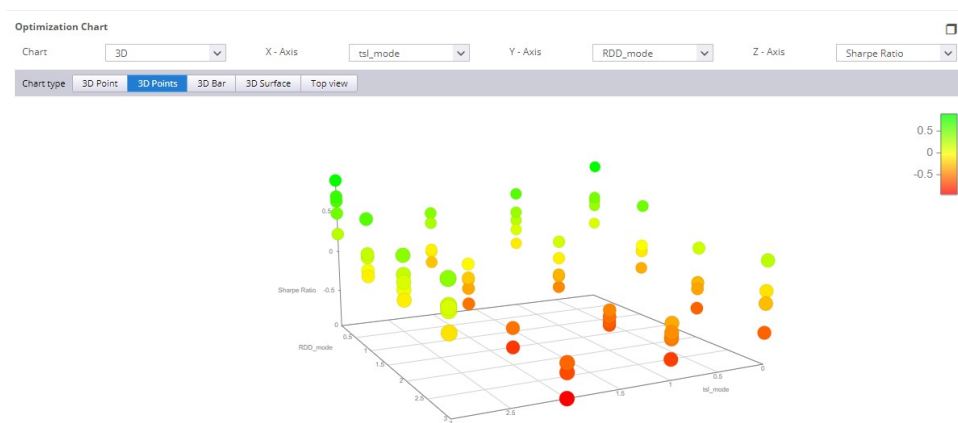 Optimization Chart
Chart 3D X - Axis tsl_mode Y - Axis RDD_mode Z - Axis Sharpe Ratio
Chart type 3D Point 3D Points 3D Bar 3D Surface Top view
0.5
0
-0.5
0.5
0
Sharpe Ratio -0.5
0
0.5
RDD_mode 1
1.5
2
2.5
2.5
1.5
1
0.5
0
tsl_mode